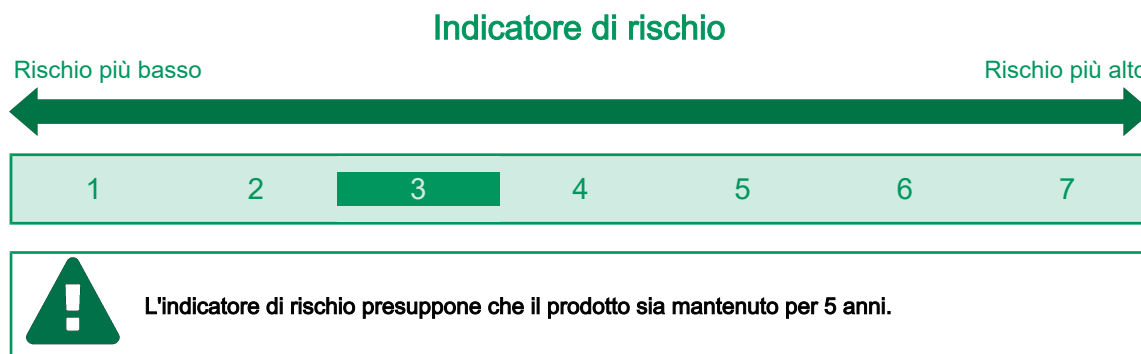 Indicatore di rischio
Rischio più basso
Rischio più alto
1 2 3 4 5 6 7
L'indicatore di rischio presuppone che il prodotto sia mantenuto per 5 anni.